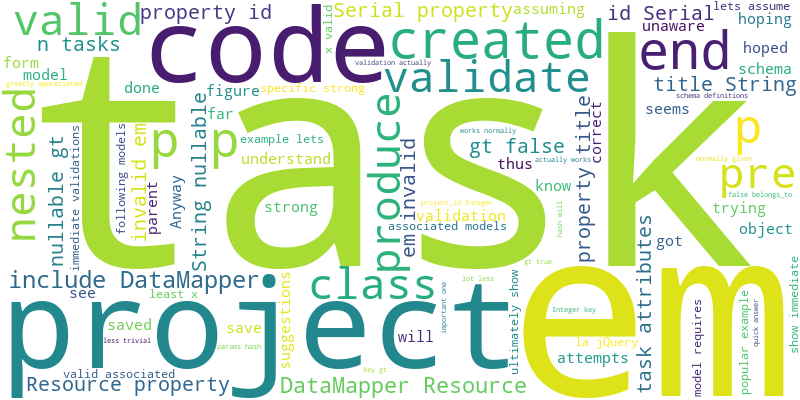 task
project
em
code
end
p p p
p
pre
created
class
valid
validate
nested
produce
include DataMapper
DataMapper Resource
Resource property
property id
Serial property
id Serial
title String
String nullable
nullable gt
gt false
property title
task attributes
em invalid
invalid em
n tasks
assuming
lets assume
unaware
hoping
hoped
schema
schema definitions
seems
correct
form
model
greatly appreciated
done
figure
far
specific strong
example lets
understand
strong
x valid
validation actually
works normally
actually works
thus
know
trying
object
normally given
false belongs_to
validation
project_id Integer
associated models
immediate validations
following models
parent
Anyway
got
see
least x
saved
save
less trivial
params hash
valid associated
suggestions
will
lot less
important one
key gt
ultimately show
gt true
hash will
Integer key
la jQuery
attempts
model requires
popular example
quick answer
show immediate